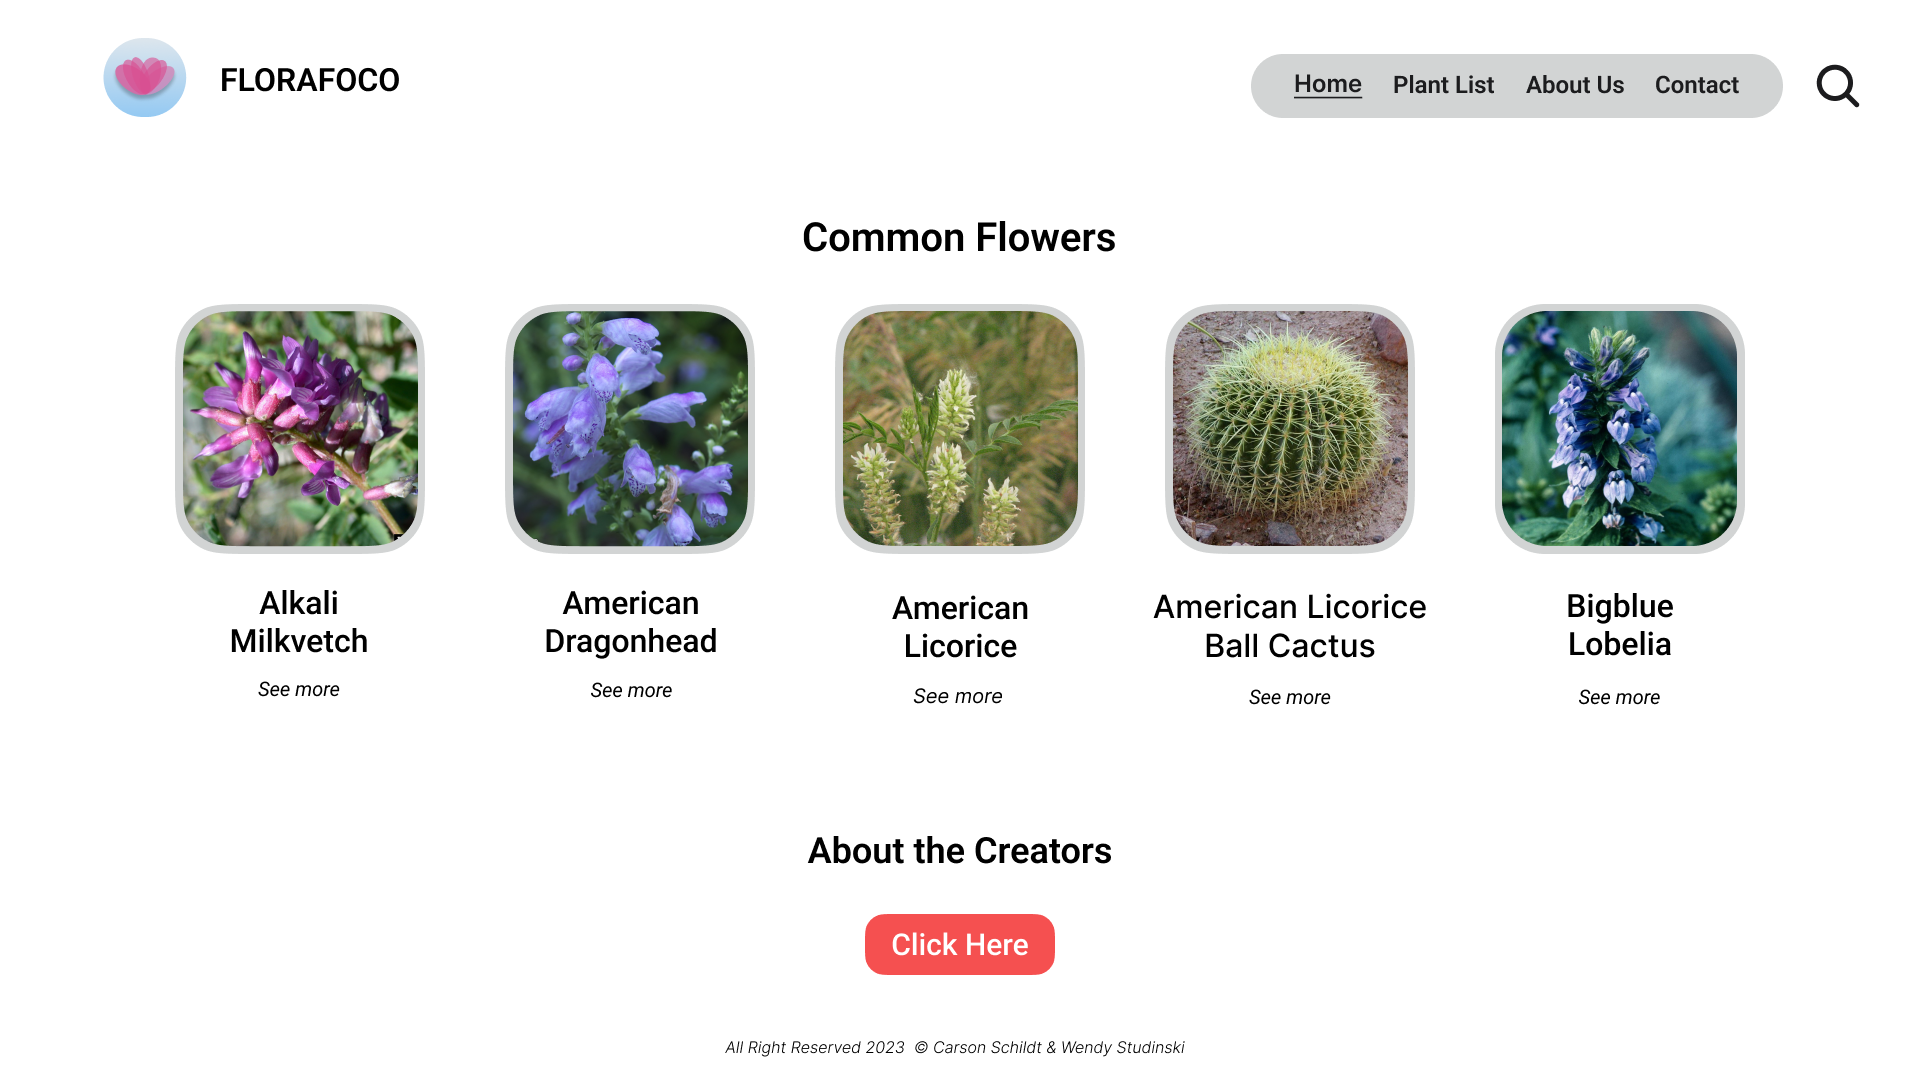 FLORAFOCO
Home Plant List About Us Contact
Common Flowers
Alkali
Milkvetch
See more
American
Dragonhead
See more
American
Licorice
See more
American Licorice
Ball Cactus
See more
Bigblue
Lobelia
See more
About the Creators
Click Here
All Right Reserved 2023 © Carson Schildt & Wendy Studinski